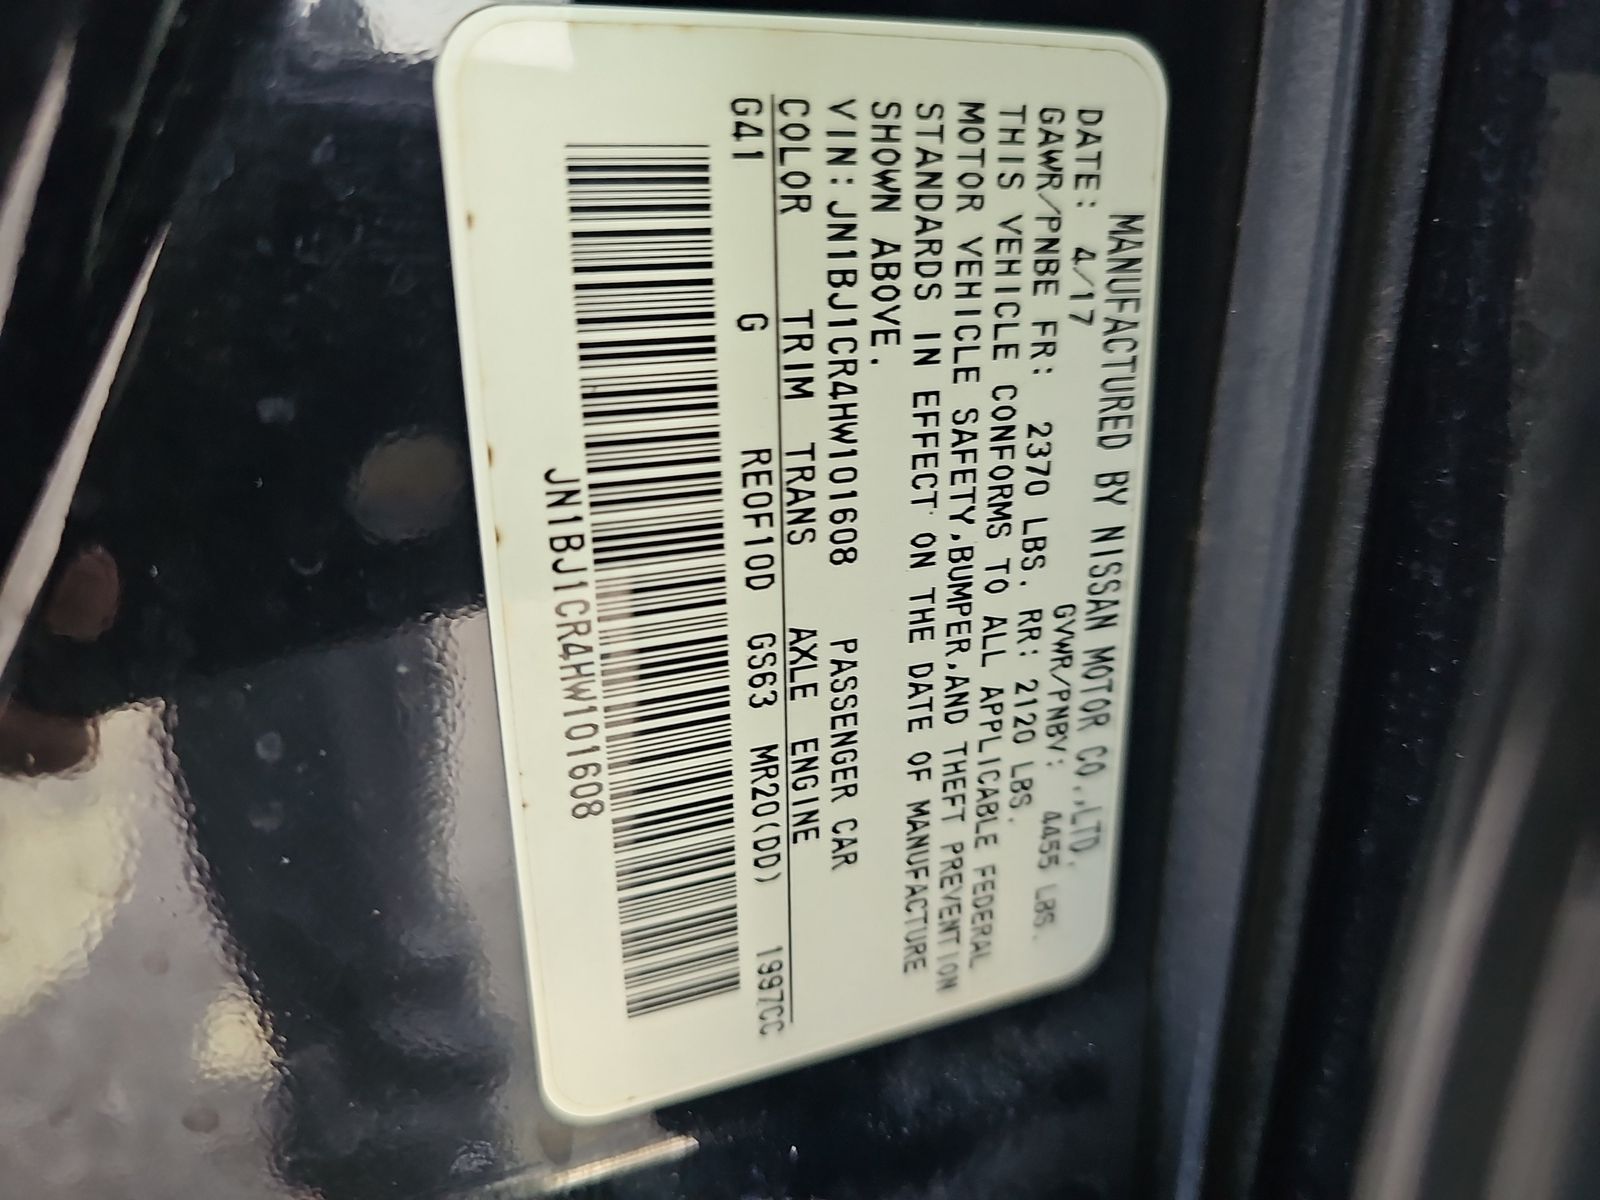 MANUFACTURED BY NISSAN MOTOR CO.,LTD.
DATE: 4/17 GVWR/PNBV: 4455 LBS.
GAWR/PNBE FR: 2370 LBS. RR: 2120 LBS.
THIS VEHICLE CONFORMS TO ALL APPLICABLE FEDERAL
MOTOR VEHICLE SAFETY,BUMPER,AND THEFT PREVENTION
STANDARDS IN EFFECT ON THE DATE OF MANUFACTURE
SHOWN ABOVE.
VIN:JN1BJ1CR4HW101608 PASSENGER CAR
COLOR TRIM TRANS AXLE ENGINE
G41 G RE0F10D GS63 MR20(DD) 1997CC
JN1BJ1CR4HW101608